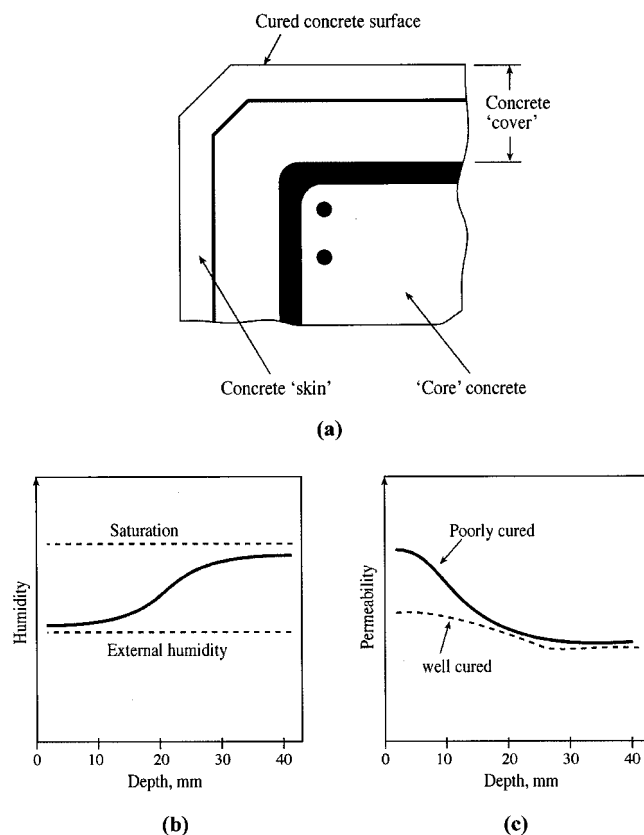 Cured concrete surface
Concrete
'cover'
Concrete 'skin'
'Core' concrete
(a)
Humidity
Saturation
External humidity
0 10 20 30 40
Depth, mm
(b)
Permeability
Poorly cured
well cured
0 10 20 30 40
Depth, mm
(c)